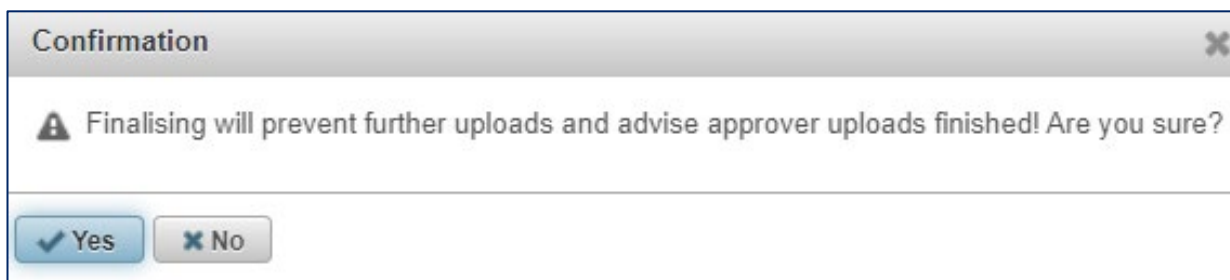 Confirmation
Finalising will prevent further uploads and advise approver uploads finished! Are you sure?
Yes No